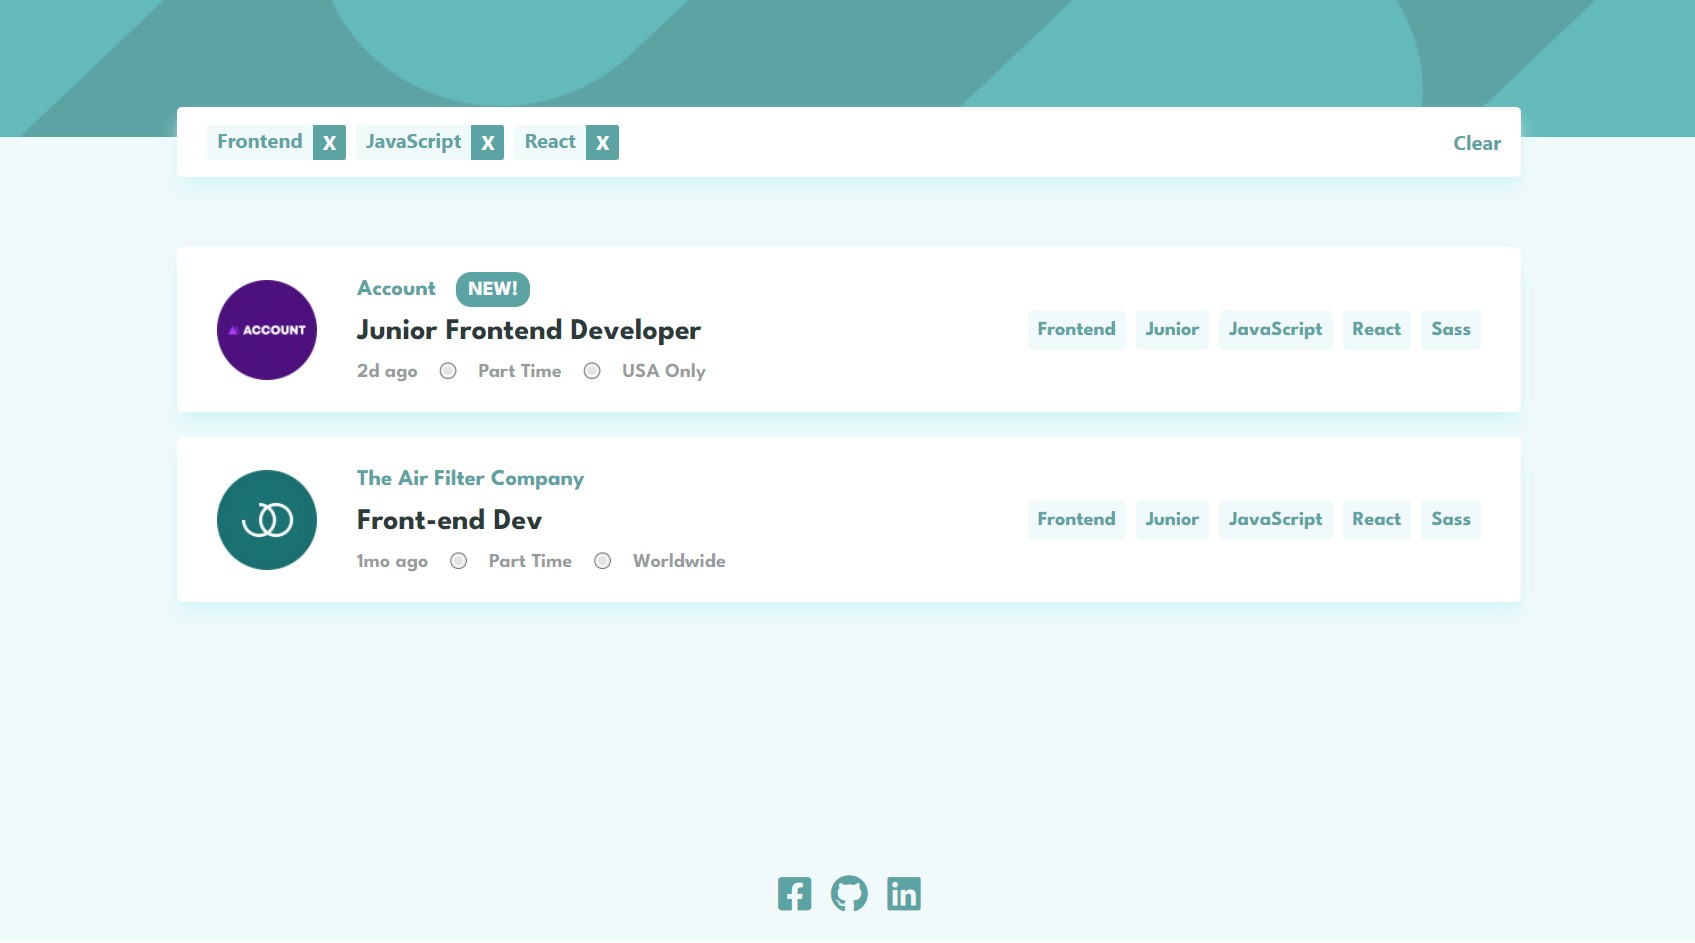 Frontend X JavaScript X React X Clear
Account NEW!
ACCOUNT Junior Frontend Developer Frontend Junior JavaScript React Sass
2d ago Part Time USA Only
The Air Filter Company
Front-end Dev Frontend Junior JavaScript React Sass
1mo ago Part Time Worldwide